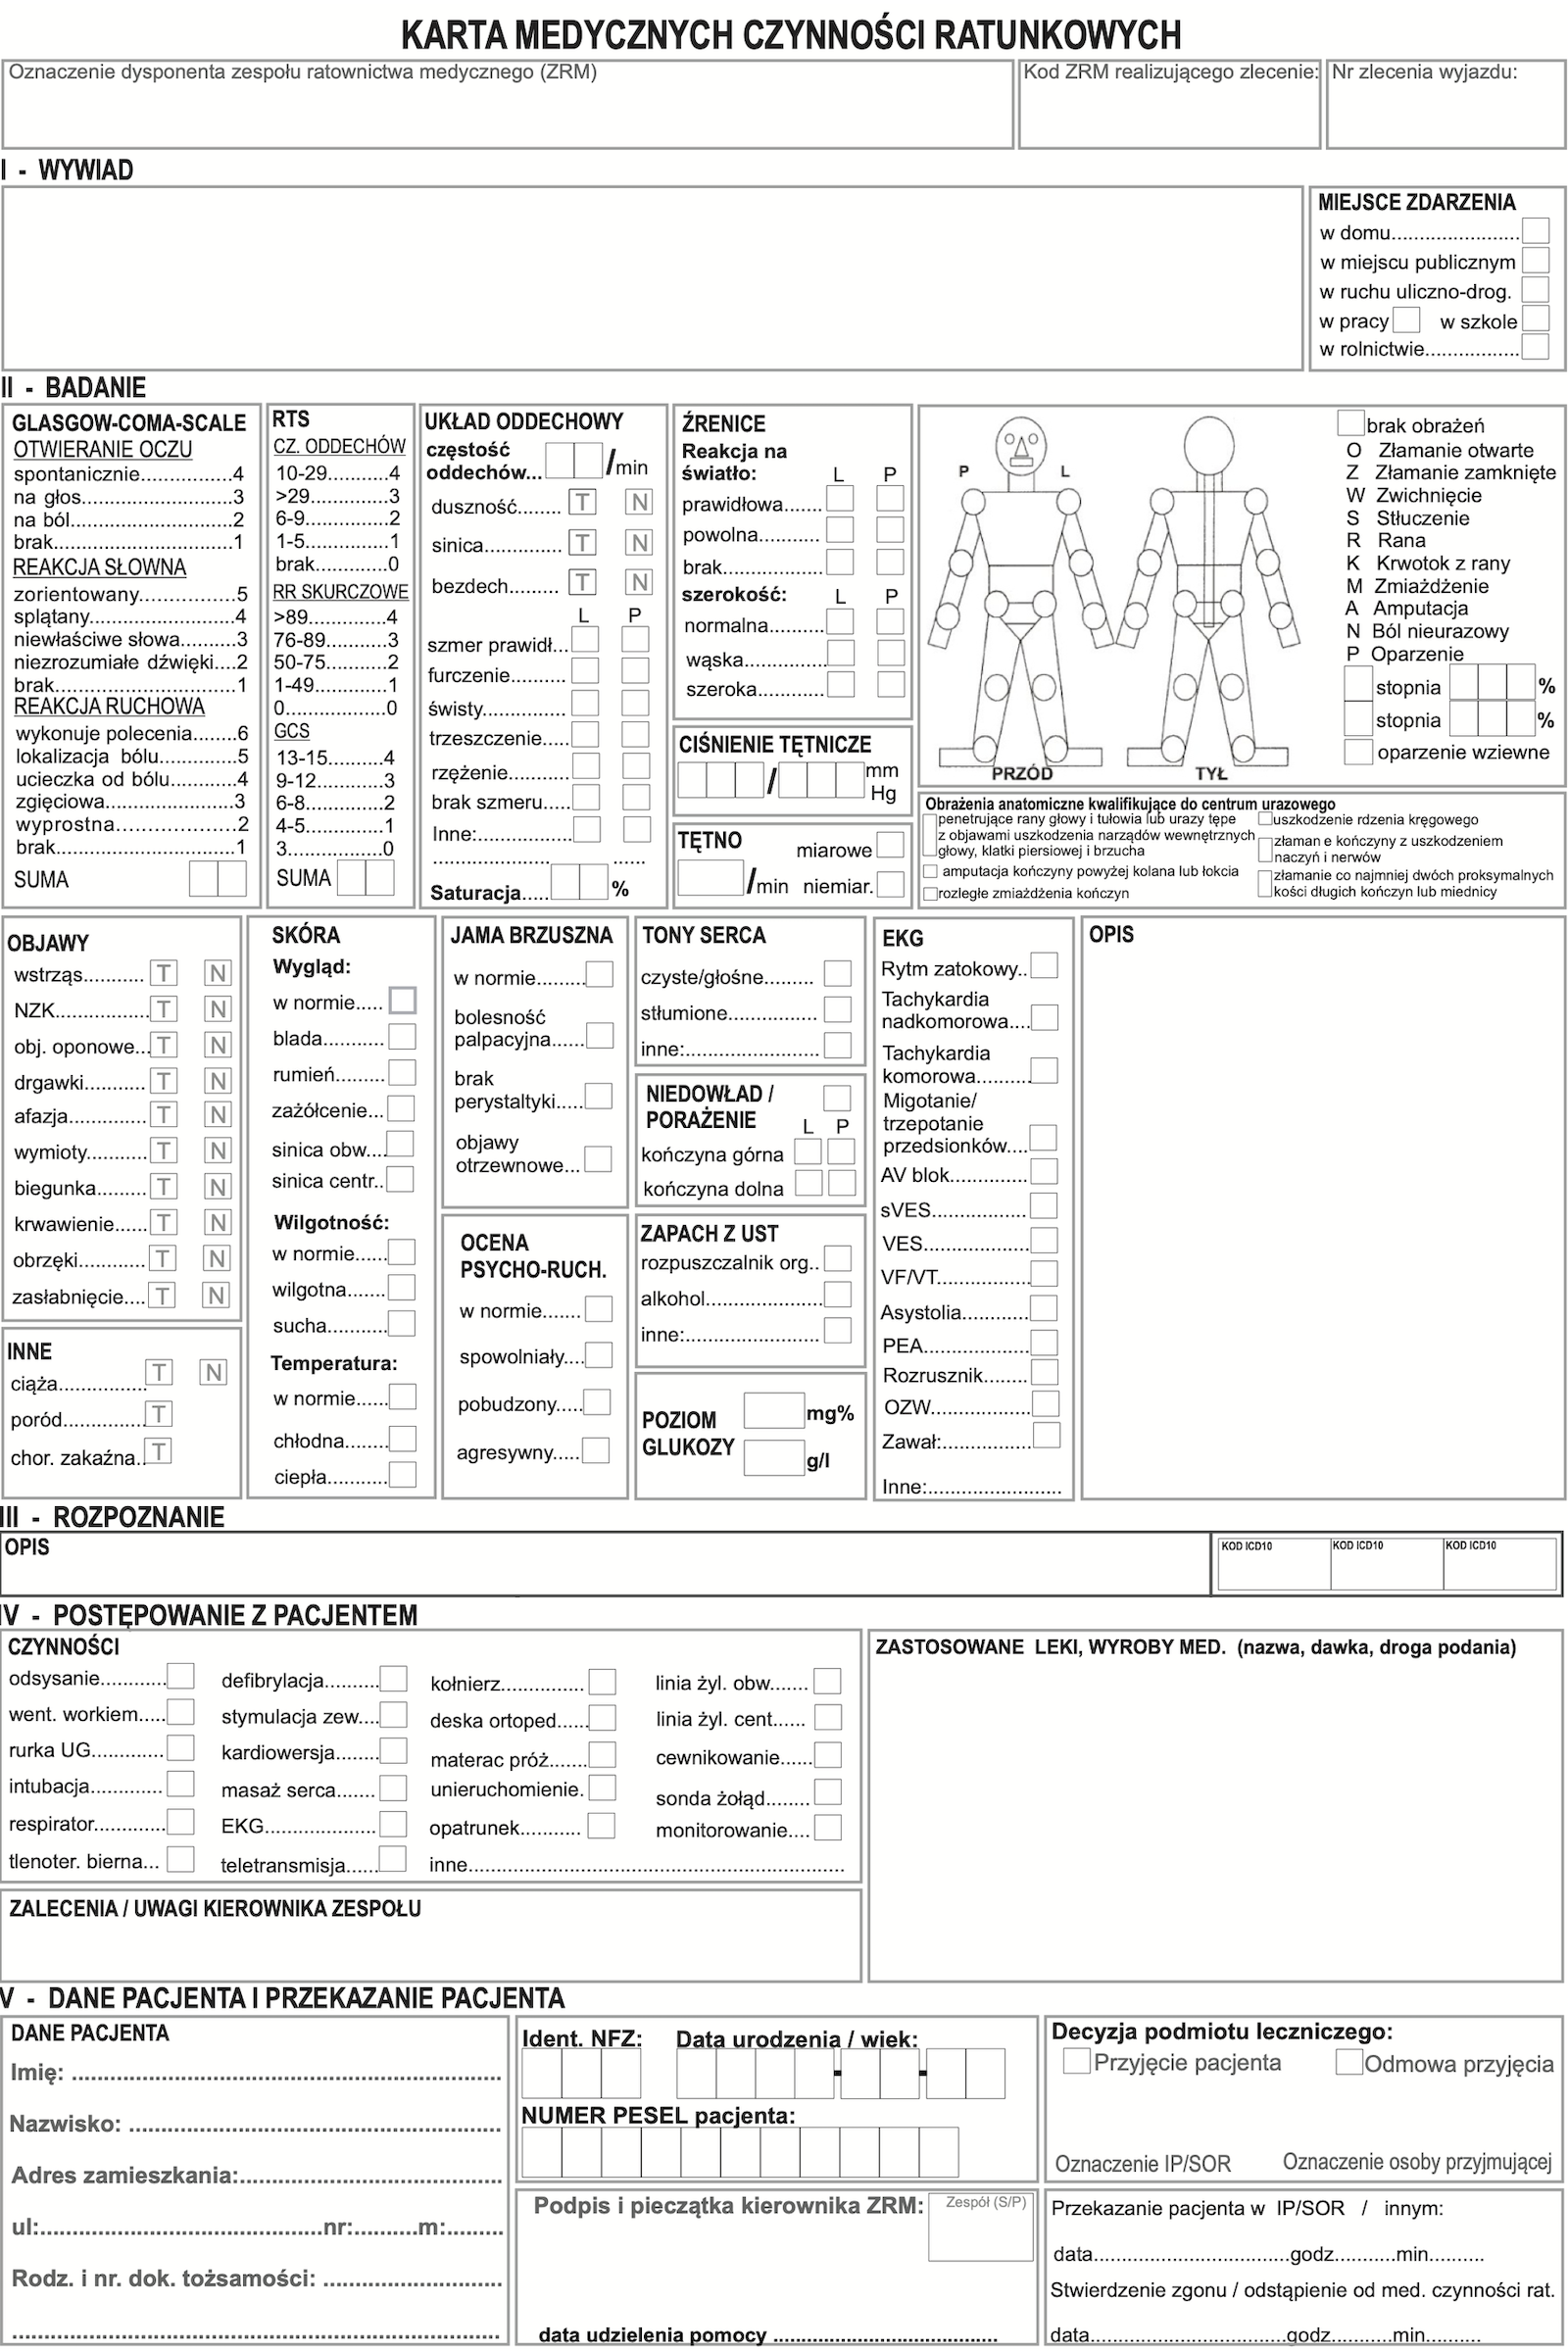 KARTA MEDYCZNYCH CZYNNOŚCI RATUNKOWYCH
Oznaczenie dysponenta zespołu ratownictwa medycznego (ZRM)
Kod ZRM realizującego zlecenie:
Nr zlecenia wyjazdu:
I - WYWIAD
MIEJSCE ZDARZENIA
w domu......................
w miejscu publicznym
w ruchu uliczno-drog.
w pracy w szkole
w rolnictwie................
II - BADANIE
GLASGOW-COMA-SCALE
OTWIERANIE OCZU
spontanicznie...............4
na głos.........................3
na ból..........................2
brak..............................1
REAKCJA SŁOWNA
zorientowany................5
splątany.......................4
niewłaściwe słowa.........3
niezrozumiałe dźwięki....2
brak..............................1
REAKCJA RUCHOWA
wykonuje polecenia.......6
lokalizacja bólu.............5
ucieczka od bólu...........4
zgięciowa.....................3
wyprostna....................2
brak..............................1
SUMA
RTS
CZ. ODDECHÓW
10-29..........4
>29..............3
6-9..............2
1-5..............1
brak............0
RR SKURCZOWE
>89..............4
76-89..........3
50-75..........2
1-49............1
0..................0
GCS
13-15..........4
9-12............3
6-8..............2
4-5..............1
3.................0
SUMA
UKŁAD ODDECHOWY
częstość
oddechów... /min
duszność........ T N
sinica............. T N
bezdech......... T N
L P
szmer prawidł...
furczenie..........
świsty..............
trzeszczenie.....
rzężenie...........
brak szmeru.....
Inne:...............
.................... ......
Saturacja..... %
ŹRENICE
Reakcja na
światło: L P
prawidłowa.......
powolna...........
brak.................
szerokość: L P
normalna..........
wąska..............
szeroka............
CIŚNIENIE TĘTNICZE
/ mm
Hg
TĘTNO miarowe
/min niemiar.
P L
PRZÓD TYŁ
brak obrażeń
O Złamanie otwarte
Z Złamanie zamknięte
W Zwichnięcie
S Stłuczenie
R Rana
K Krwotok z rany
M Zmiażdżenie
A Amputacja
N Ból nieurazowy
P Oparzenie
stopnia %
stopnia %
oparzenie wziewne
Obrażenia anatomiczne kwalifikujące do centrum urazowego
penetrujące rany głowy i tułowia lub urazy tępe
z objawami uszkodzenia narządów wewnętrznych
głowy, klatki piersiowej i brzucha
amputacja kończyny powyżej kolana lub łokcia
rozległe zmiażdżenia kończyn
uszkodzenie rdzenia kręgowego
złaman e kończyny z uszkodzeniem
naczyń i nerwów
złamanie co najmniej dwóch proksymalnych
kości długich kończyn lub miednicy
OBJAWY
wstrząs.......... T N
NZK............... T N
obj. oponowe... T N
drgawki........... T N
afazja............. T N
wymioty.......... T N
biegunka......... T N
krwawienie...... T N
obrzęki............ T N
zasłabnięcie.... T N
INNE
ciąża............... T N
poród.............. T
chor. zakaźna.. T
SKÓRA
Wygląd:
w normie.....
blada...........
rumień.........
zażółcenie...
sinica obw....
sinica centr..
Wilgotność:
w normie......
wilgotna.......
sucha...........
Temperatura:
w normie.....
chłodna........
ciepła...........
JAMA BRZUSZNA
w normie........
bolesność
palpacyjna......
brak
perystaltyki.....
objawy
otrzewnowe...
OCENA
PSYCHO-RUCH.
w normie.......
spowolniały....
pobudzony.....
agresywny.....
TONY SERCA
czyste/głośne.........
stłumione................
inne:........................
NIEDOWŁAD /
PORAŻENIE L P
kończyna górna
kończyna dolna
ZAPACH Z UST
rozpuszczalnik org..
alkohol.....................
inne:........................
POZIOM
GLUKOZY
mg%
g/l
EKG
Rytm zatokowy..
Tachykardia
nadkomorowa....
Tachykardia
komorowa..........
Migotanie/
trzepotanie
przedsionków....
AV blok..............
sVES.................
VES...................
VF/VT................
Asystolia............
PEA...................
Rozrusznik........
OZW..................
Zawał:...............
Inne:........................
OPIS
III - ROZPOZNANIE
OPIS
KOD ICD10 KOD ICD10 KOD ICD10
IV - POSTĘPOWANIE Z PACJENTEM
CZYNNOŚCI
odsysanie...........
went. workiem.....
rurka UG.............
intubacja.............
respirator.............
tlenoter. bierna...
defibrylacja.........
stymulacja zew....
kardiowersja........
masaż serca.......
EKG....................
teletransmisja......
kołnierz...............
deska ortoped......
materac próż.......
unieruchomienie.
opatrunek...........
inne..................................................................
linia żyl. obw.......
linia żyl. cent......
cewnikowanie......
sonda żołąd........
monitorowanie....
ZASTOSOWANE LEKI, WYROBY MED. (nazwa, dawka, droga podania)
ZALECENIA / UWAGI KIEROWNIKA ZESPOŁU
V - DANE PACJENTA I PRZEKAZANIE PACJENTA
DANE PACJENTA
Imię: ..................................................................
Nazwisko: .........................................................
Adres zamieszkania:........................................
ul:...........................................nr:.........m:.........
Rodz. i nr. dok. tożsamości: ...........................
..........................................................................
Ident. NFZ: Data urodzenia / wiek:
- -
NUMER PESEL pacjenta:
Podpis i pieczątka kierownika ZRM:
Zespół (S/P)
data udzielenia pomocy ..................................
Decyzja podmiotu leczniczego:
Przyjęcie pacjenta Odmowa przyjęcia
Oznaczenie IP/SOR Oznaczenie osoby przyjmującej
Przekazanie pacjenta w IP/SOR / innym:
data.................................godz..........min..........
Stwierdzenie zgonu / odstąpienie od med. czynności rat.
data.................................godz..........min..........